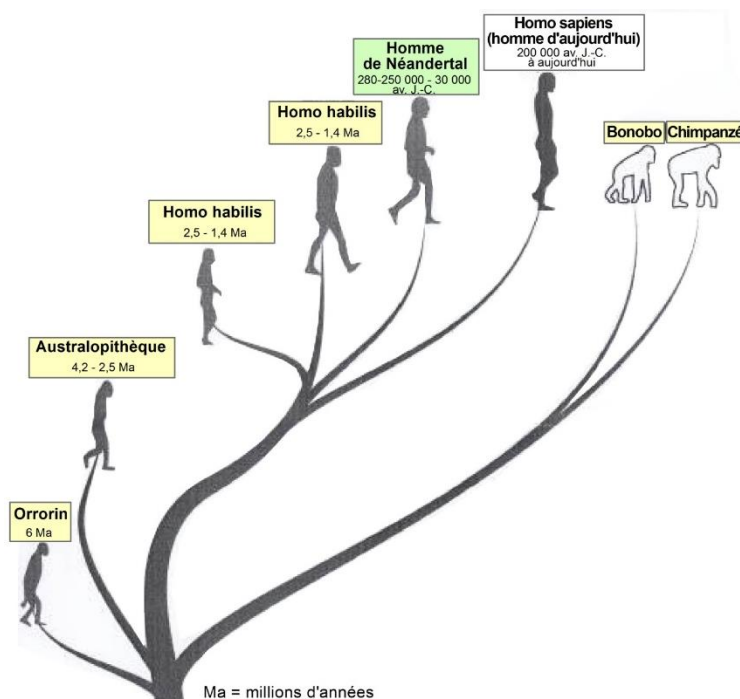 Homo sapiens
(homme d'aujourd'hui)
200 000 av. J.-C.
à aujourd'hui
Homme
de Néandertal
280-250 000 - 30 000
av. J.-C.
Homo habilis
2,5 - 1,4 Ma
Bonobo
Chimpanzé
Homo habilis
2,5 - 1,4 Ma
Australopithèque
4,2 - 2,5 Ma
Orrorin
6 Ma
Ma = millions d'années